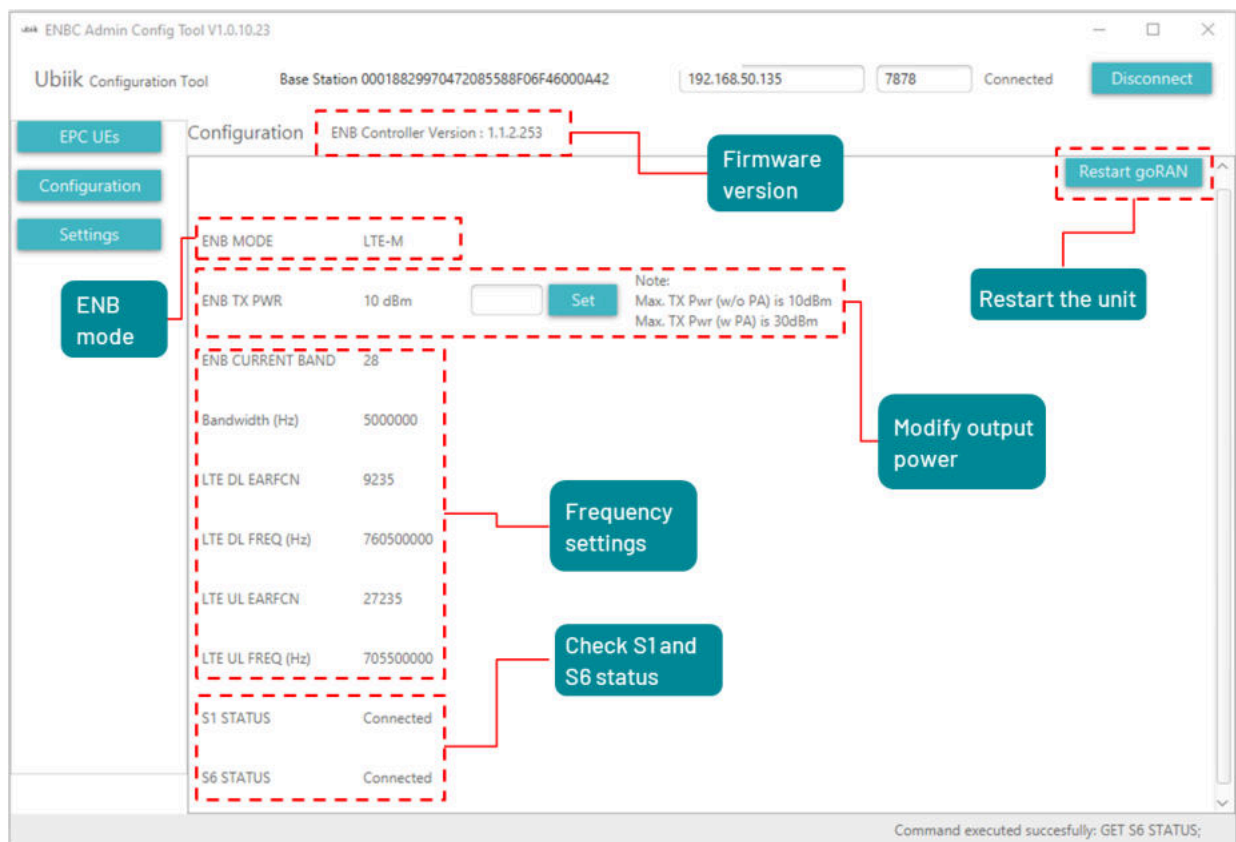 ubiik ENBC Admin Config Tool V1.0.10.23
Ubiik Configuration Tool Base Station 00018829970472085588F06F46000A42 192.168.50.135 7878 Connected Disconnect
EPC UEs
Configuration
Settings
Configuration ENB Controller Version : 1.1.2.253
Firmware
version
Restart goRAN
Restart the unit
ENB MODE LTE-M
ENB
mode
ENB TX PWR 10 dBm Set
Note:
Max. TX Pwr (w/o PA) is 10dBm
Max. TX Pwr (w PA) is 30dBm
Modify output
power
ENB CURRENT BAND 28
Bandwidth (Hz) 5000000
LTE DL EARFCN 9235
LTE DL FREQ (Hz) 760500000
LTE UL EARFCN 27235
LTE UL FREQ (Hz) 705500000
Frequency
settings
Check S1 and
S6 status
S1 STATUS Connected
S6 STATUS Connected
Command executed succesfully: GET S6 STATUS;